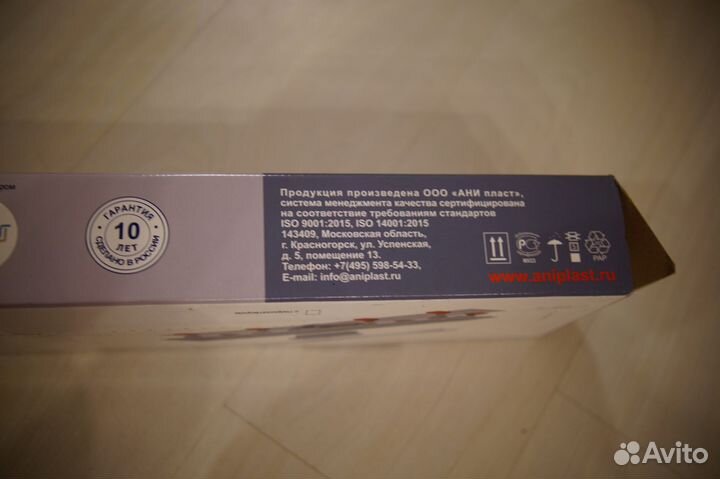 ром
ГАРАНТИЯ
10
ЛЕТ
СДЕЛАНО В РОССИИ
Продукция произведена ООО «АНИ пласт»,
система менеджмента качества сертифицирована
на соответствие требованиям стандартов
ISO 9001:2015, ISO 14001:2015
143409, Московская область,
г. Красногорск, ул. Успенская,
д. 5, помещение 13.
Телефон: +7(495) 598-54-33,
E-mail: info@aniplast.ru
PAP
www.aniplast.ru
Avito